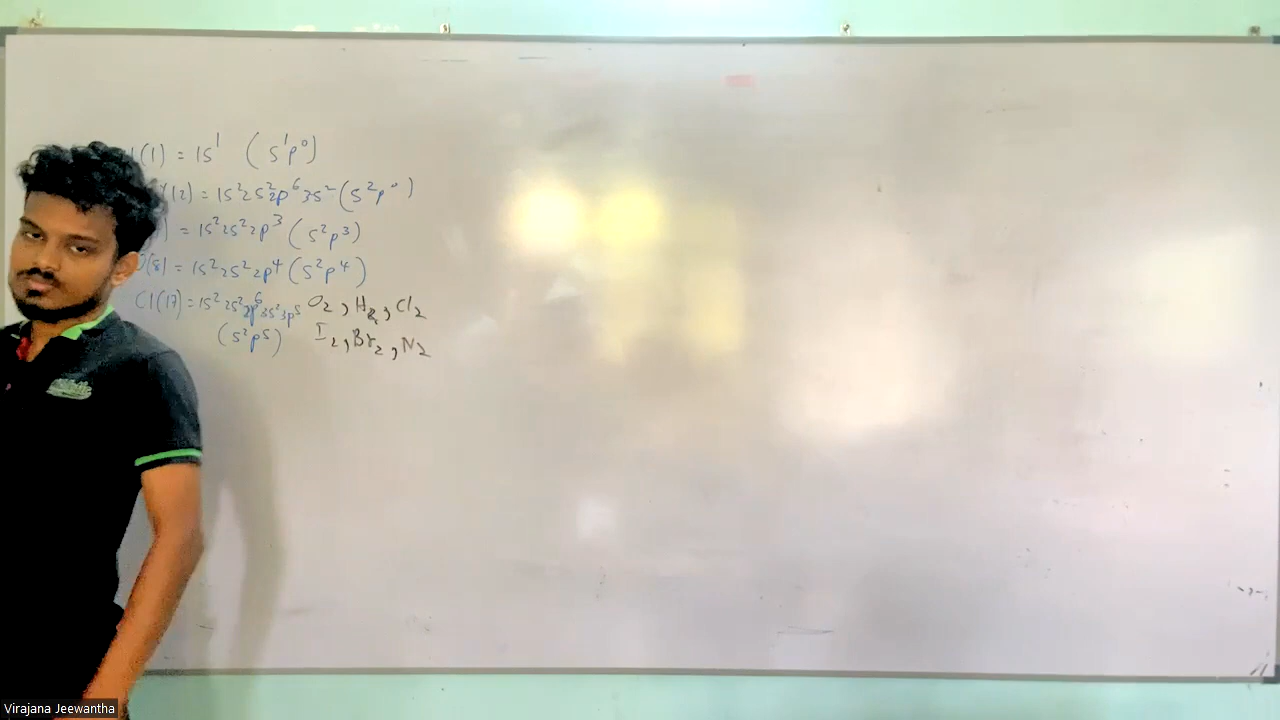 (1) = 1s¹ (s¹p⁰)
(12) = 1s²2s²2p⁶3s² (s²p⁰)
= 1s²2s²2p³ (s²p³)
O(8) = 1s²2s²2p⁴ (s²p⁴)
Cl(17) = 1s²2s²2p⁶3s²3p⁵ O₂, H₂, Cl₂
(s²p⁵) I₂, Br₂, N₂
Virajana Jeewantha